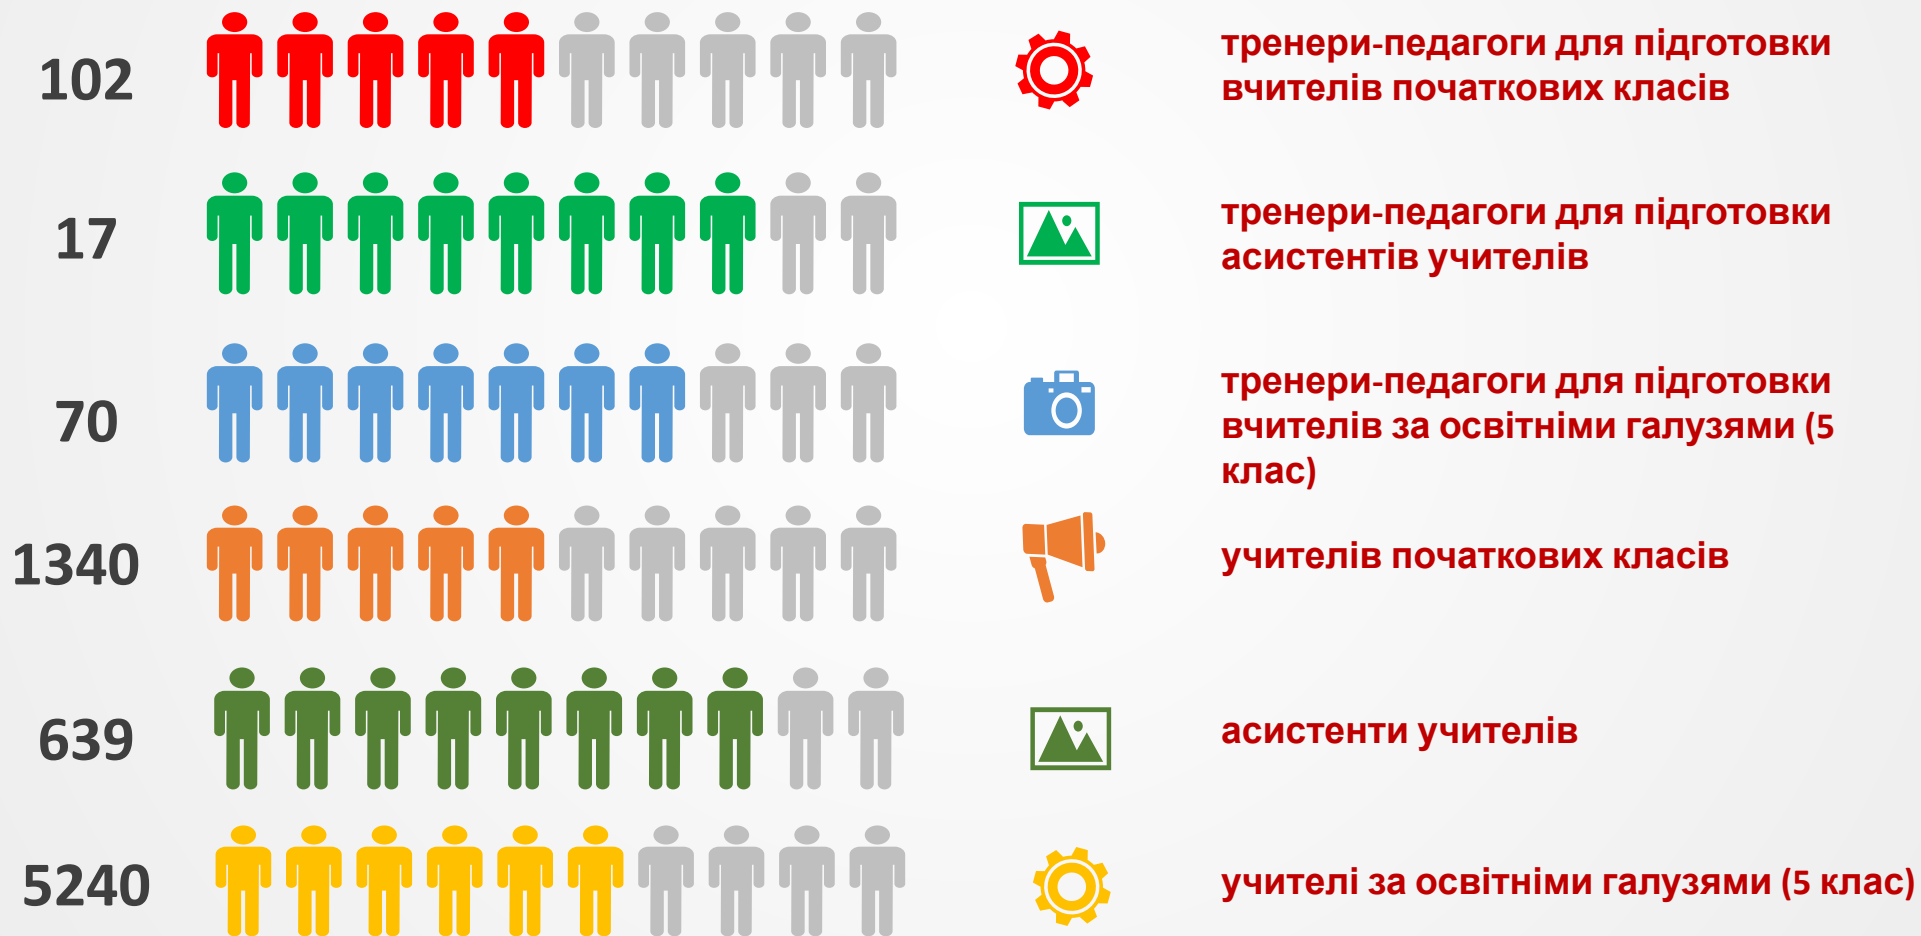 102
тренери-педагоги для підготовки
вчителів початкових класів
17
тренери-педагоги для підготовки
асистентів учителів
70
тренери-педагоги для підготовки
вчителів за освітніми галузями (5
клас)
1340
учителів початкових класів
639
асистенти учителів
5240
учителі за освітніми галузями (5 клас)